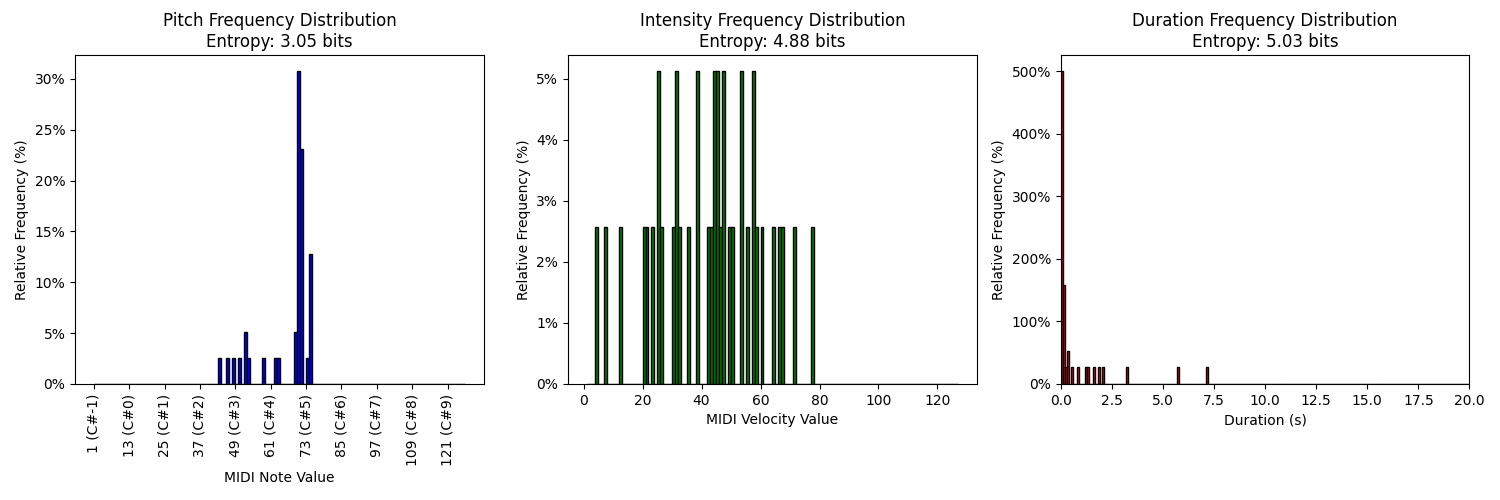 Pitch Frequency Distribution
Entropy: 3.05 bits
Relative Frequency (%)
30%
25%
20%
15%
10%
5%
0%
1 (C#-1)
13 (C#0)
25 (C#1)
37 (C#2)
49 (C#3)
61 (C#4)
73 (C#5)
85 (C#6)
97 (C#7)
109 (C#8)
121 (C#9)
MIDI Note Value
Intensity Frequency Distribution
Entropy: 4.88 bits
Relative Frequency (%)
5%
4%
3%
2%
1%
0%
0 20 40 60 80 100 120
MIDI Velocity Value
Duration Frequency Distribution
Entropy: 5.03 bits
Relative Frequency (%)
500%
400%
300%
200%
100%
0%
0.0 2.5 5.0 7.5 10.0 12.5 15.0 17.5 20.0
Duration (s)